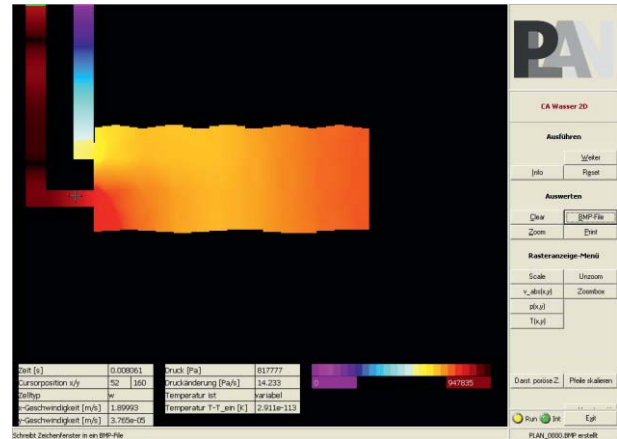 PLAN
CA Wasser 2D
Ausführen
Weiter
Info Reset
Auswerten
Clear BMP-File
Zoom Print
Rasteranzeige-Menü
Scale Unzoom
v_abs(x,y) Zoombox
p(x,y)
T(x,y)
Darst. poröse Z. Pfeile skalieren
Run Init Exit
Zeit [s] 0.008061
Cursorposition x/y 52 160
Zelltyp w
x-Geschwindigkeit [m/s] 1.89993
y-Geschwindigkeit [m/s] 3.765e-05
Druck [Pa] 817777
Druckänderung [Pa/s] 14.233
Temperatur ist variabel
Temperatur T-T_ein [K] 2.911e-113
0 947835
Schreibt Zeichenfenster in ein BMP-File
PLAN_0000.BMP erstellt